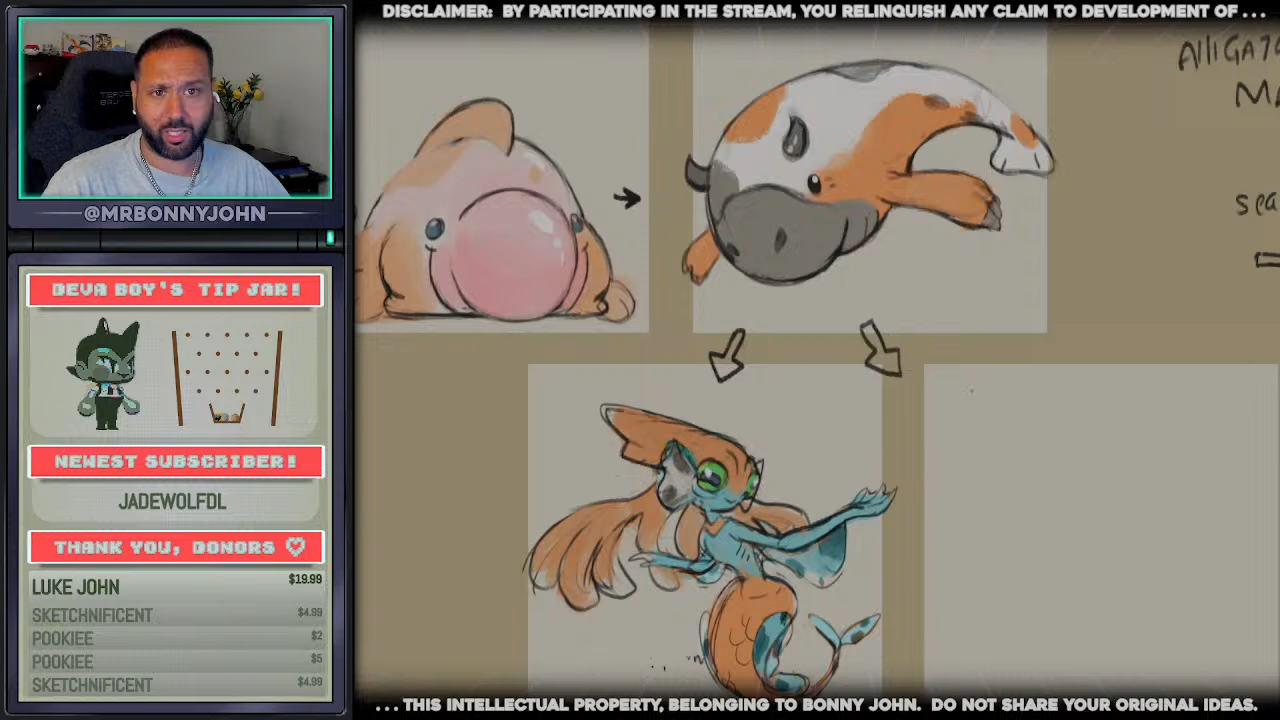 DISCLAIMER: BY PARTICIPATING IN THE STREAM, YOU RELINQUISH ANY CLAIM TO DEVELOPMENT OF . . .
@MRBONNYJOHN
DEVA BOY'S TIP JAR!
NEWEST SUBSCRIBER!
JADEWOLFDL
THANK YOU, DONORS
LUKE JOHN $19.99
SKETCHNIFICENT $4.99
POOKIEE $2
POOKIEE $5
SKETCHNIFICENT $4.99
. . . THIS INTELLECTUAL PROPERTY, BELONGING TO BONNY JOHN. DO NOT SHARE YOUR ORIGINAL IDEAS.